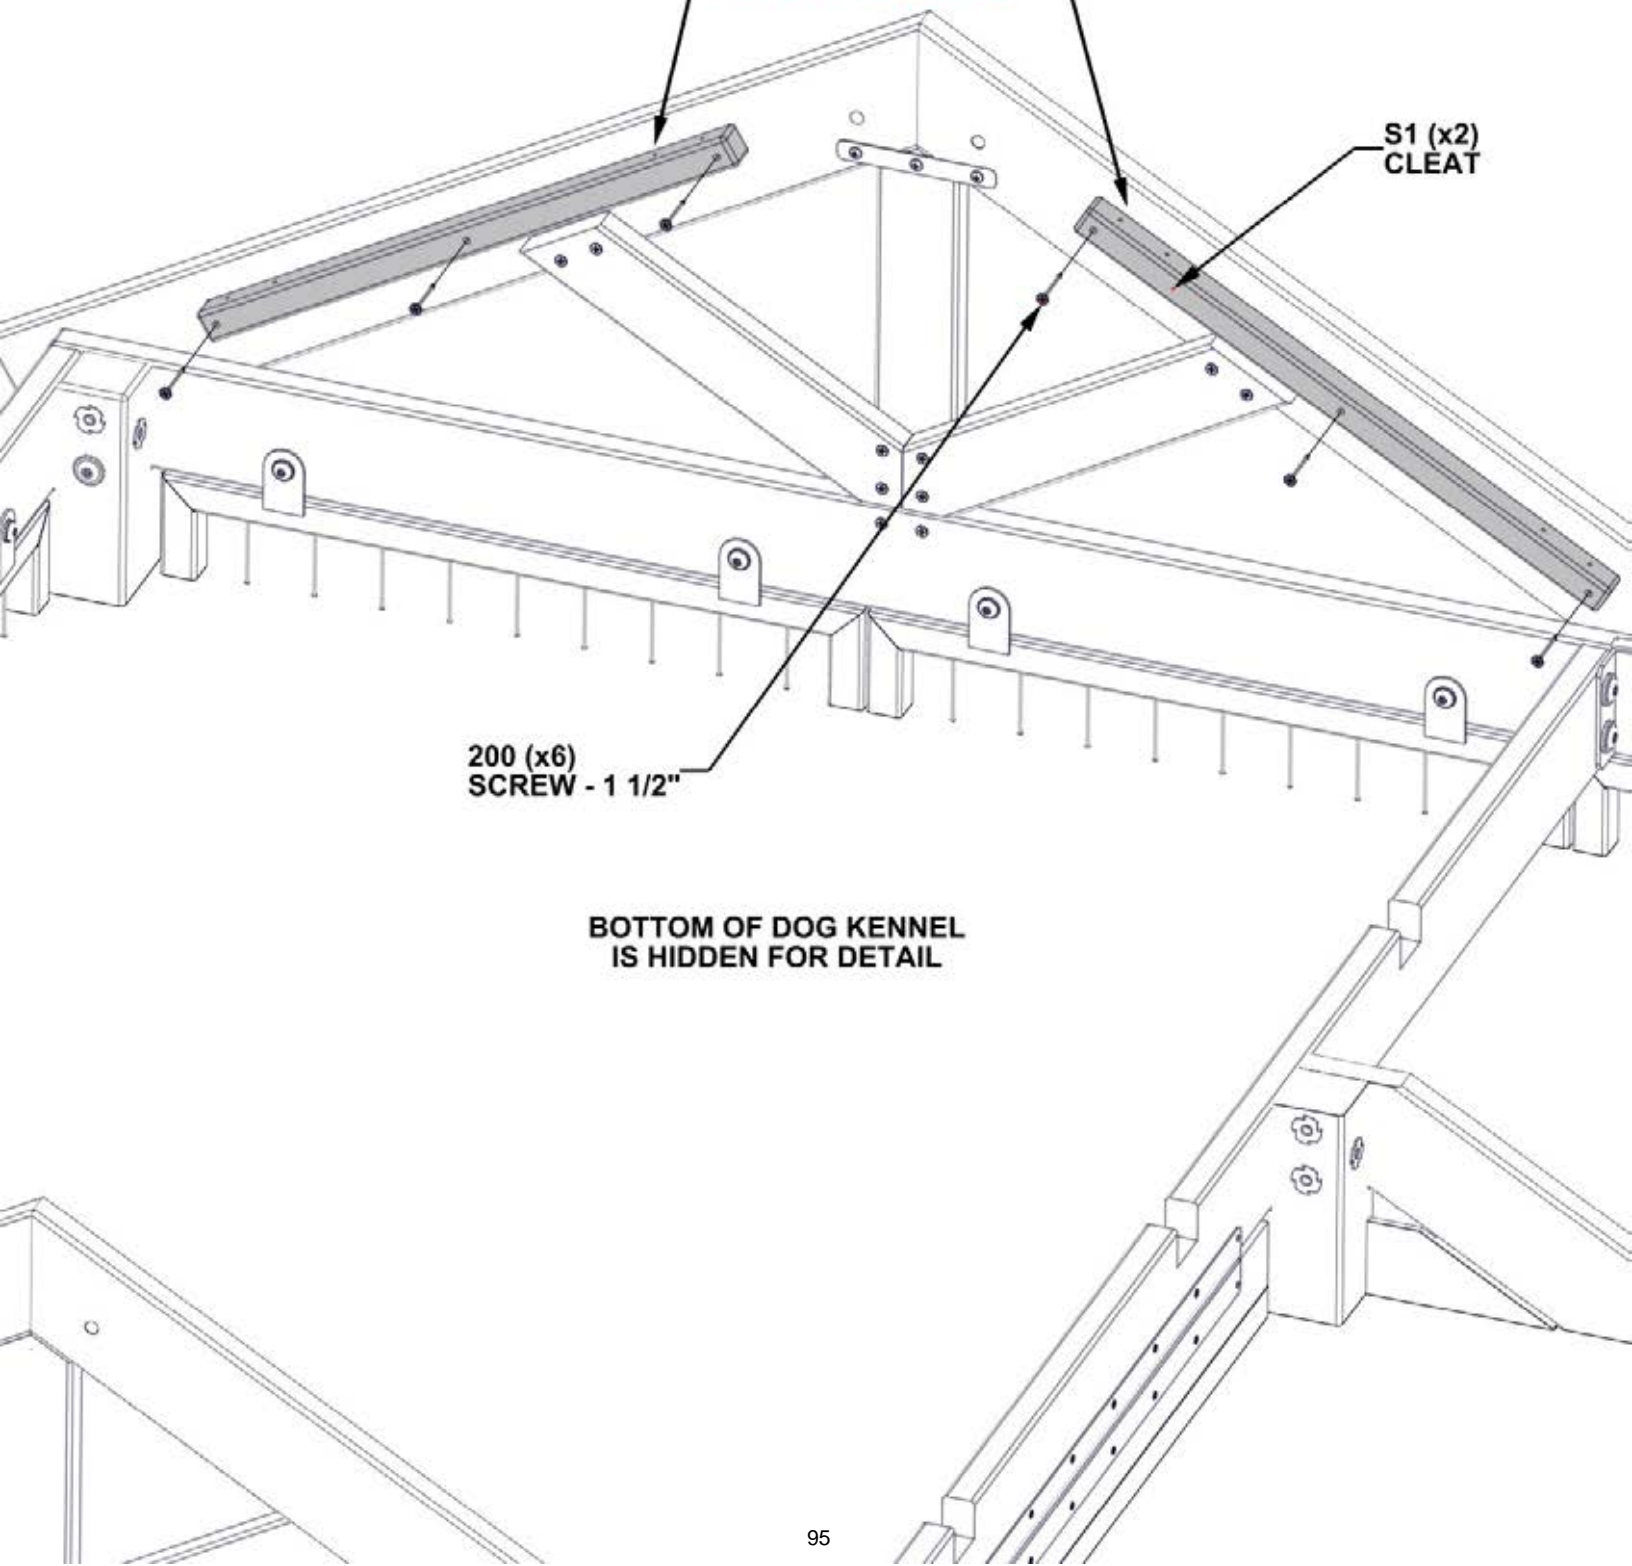 S1 (x2)
CLEAT
200 (x6)
SCREW - 1 1/2"
BOTTOM OF DOG KENNEL
IS HIDDEN FOR DETAIL
95